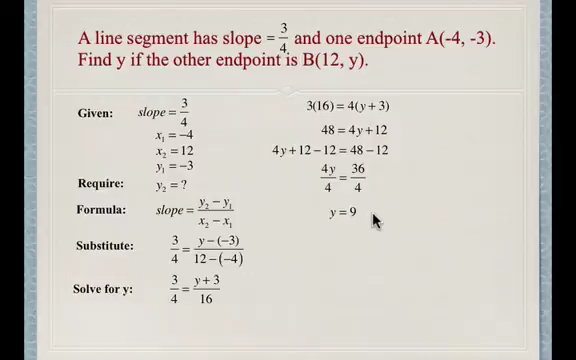 A line segment has slope = 3/4 and one endpoint A(-4, -3).
Find y if the other endpoint is B(12, y).
Given: slope = 3/4
x₁ = −4
x₂ = 12
y₁ = −3
Require: y₂ = ?
Formula: slope = (y₂ − y₁)/(x₂ − x₁)
Substitute: 3/4 = (y − (−3))/(12 − (−4))
Solve for y: 3/4 = (y + 3)/16
3(16) = 4(y + 3)
48 = 4y + 12
4y + 12 − 12 = 48 − 12
4y/4 = 36/4
y = 9